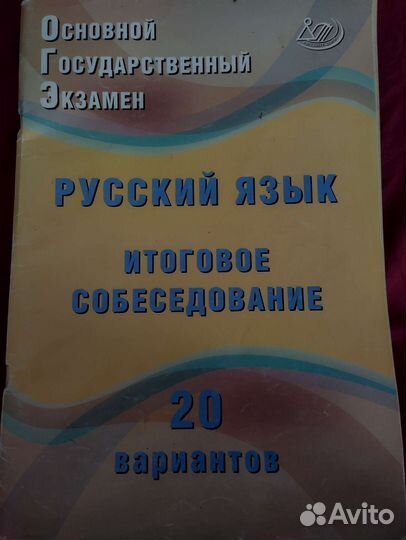 Основной
Государственный
Экзамен
РУССКИЙ ЯЗЫК
ИТОГОВОЕ
СОБЕСЕДОВАНИЕ
20
вариантов
Avito